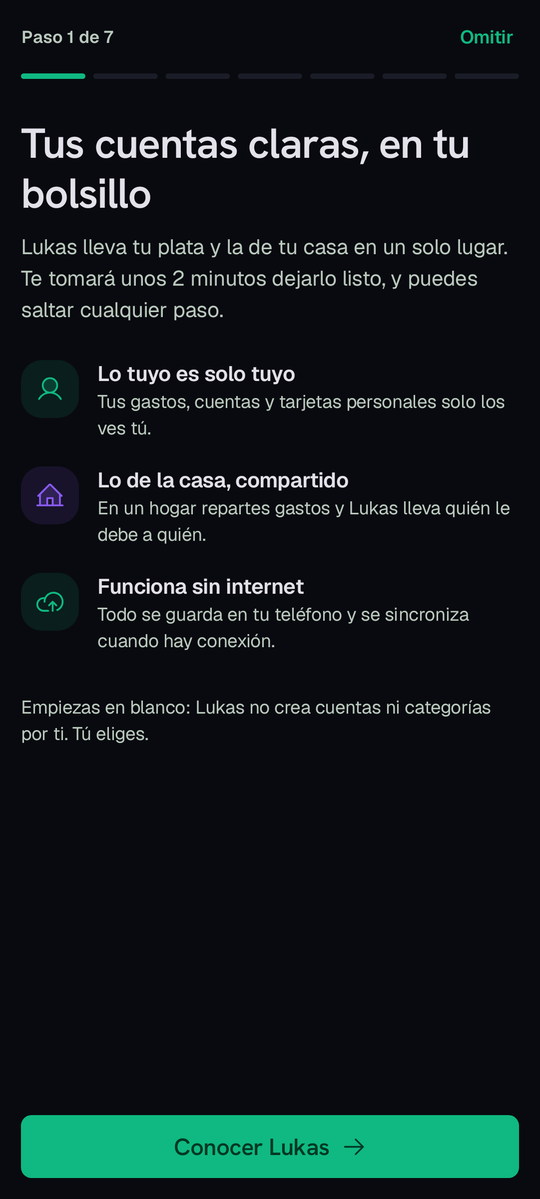 Paso 1 de 7
Omitir
Tus cuentas claras, en tu
bolsillo
Lukas lleva tu plata y la de tu casa en un solo lugar.
Te tomará unos 2 minutos dejarlo listo, y puedes
saltar cualquier paso.
Lo tuyo es solo tuyo
Tus gastos, cuentas y tarjetas personales solo los
ves tú.
Lo de la casa, compartido
En un hogar repartes gastos y Lukas lleva quién le
debe a quién.
Funciona sin internet
Todo se guarda en tu teléfono y se sincroniza
cuando hay conexión.
Empiezas en blanco: Lukas no crea cuentas ni categorías
por ti. Tú eliges.
Conocer Lukas